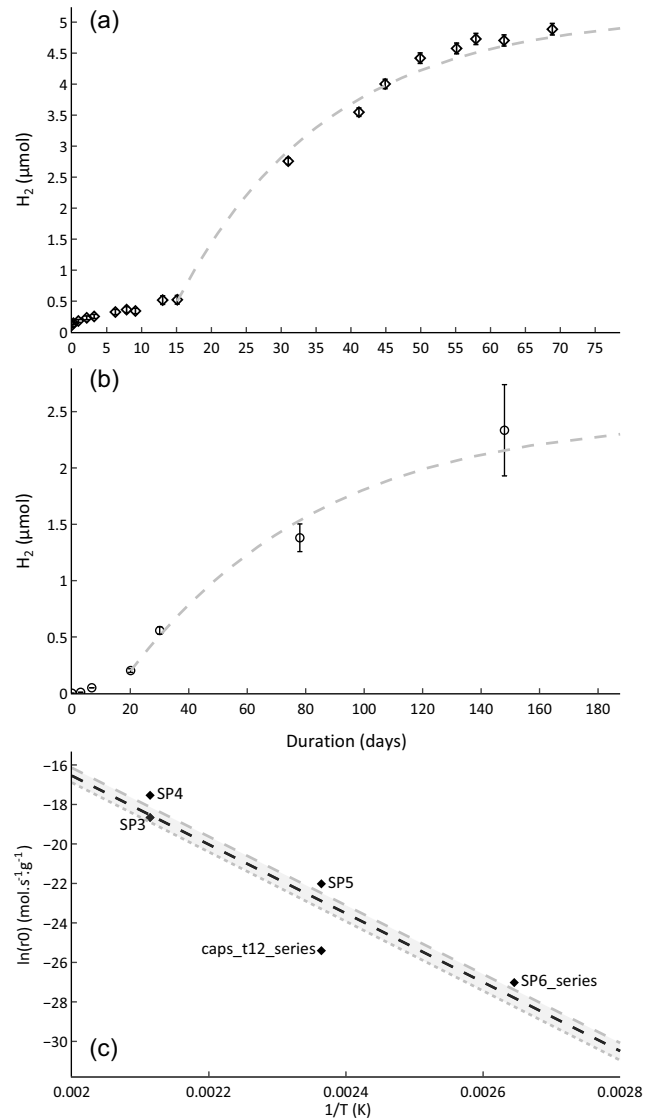 (a)
H₂ (µmol)
5
4.5
4
3.5
3
2.5
2
1.5
1
0.5
0
0 5 10 15 20 25 30 35 40 45 50 55 60 65 70 75
(b)
H₂ (µmol)
2.5
2
1.5
1
0.5
0
0 20 40 60 80 100 120 140 160 180
Duration (days)
ln(r0) (mol.s⁻¹.g⁻¹)
−16
−18
−20
−22
−24
−26
−28
−30
SP4
SP3
SP5
caps_t12_series
SP6_series
(c)
0.002 0.0022 0.0024 0.0026 0.0028
1/T (K)